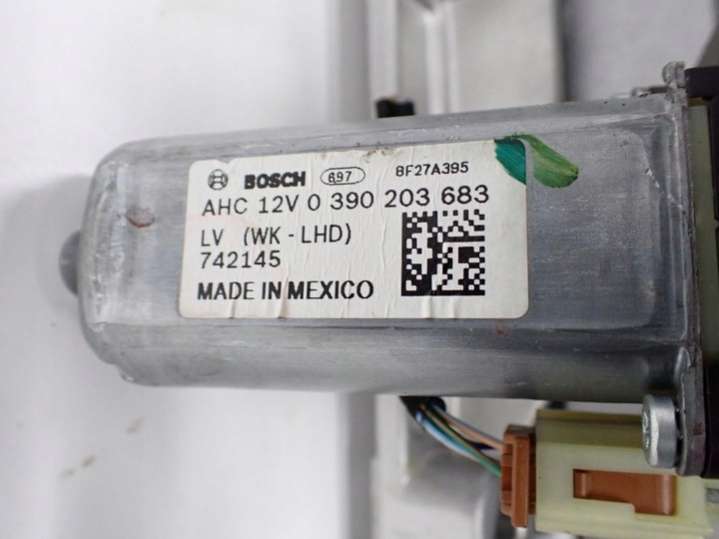 BOSCH 697 8F27A395
AHC 12V 0 390 203 683
LV (WK - LHD)
742145
MADE IN MEXICO